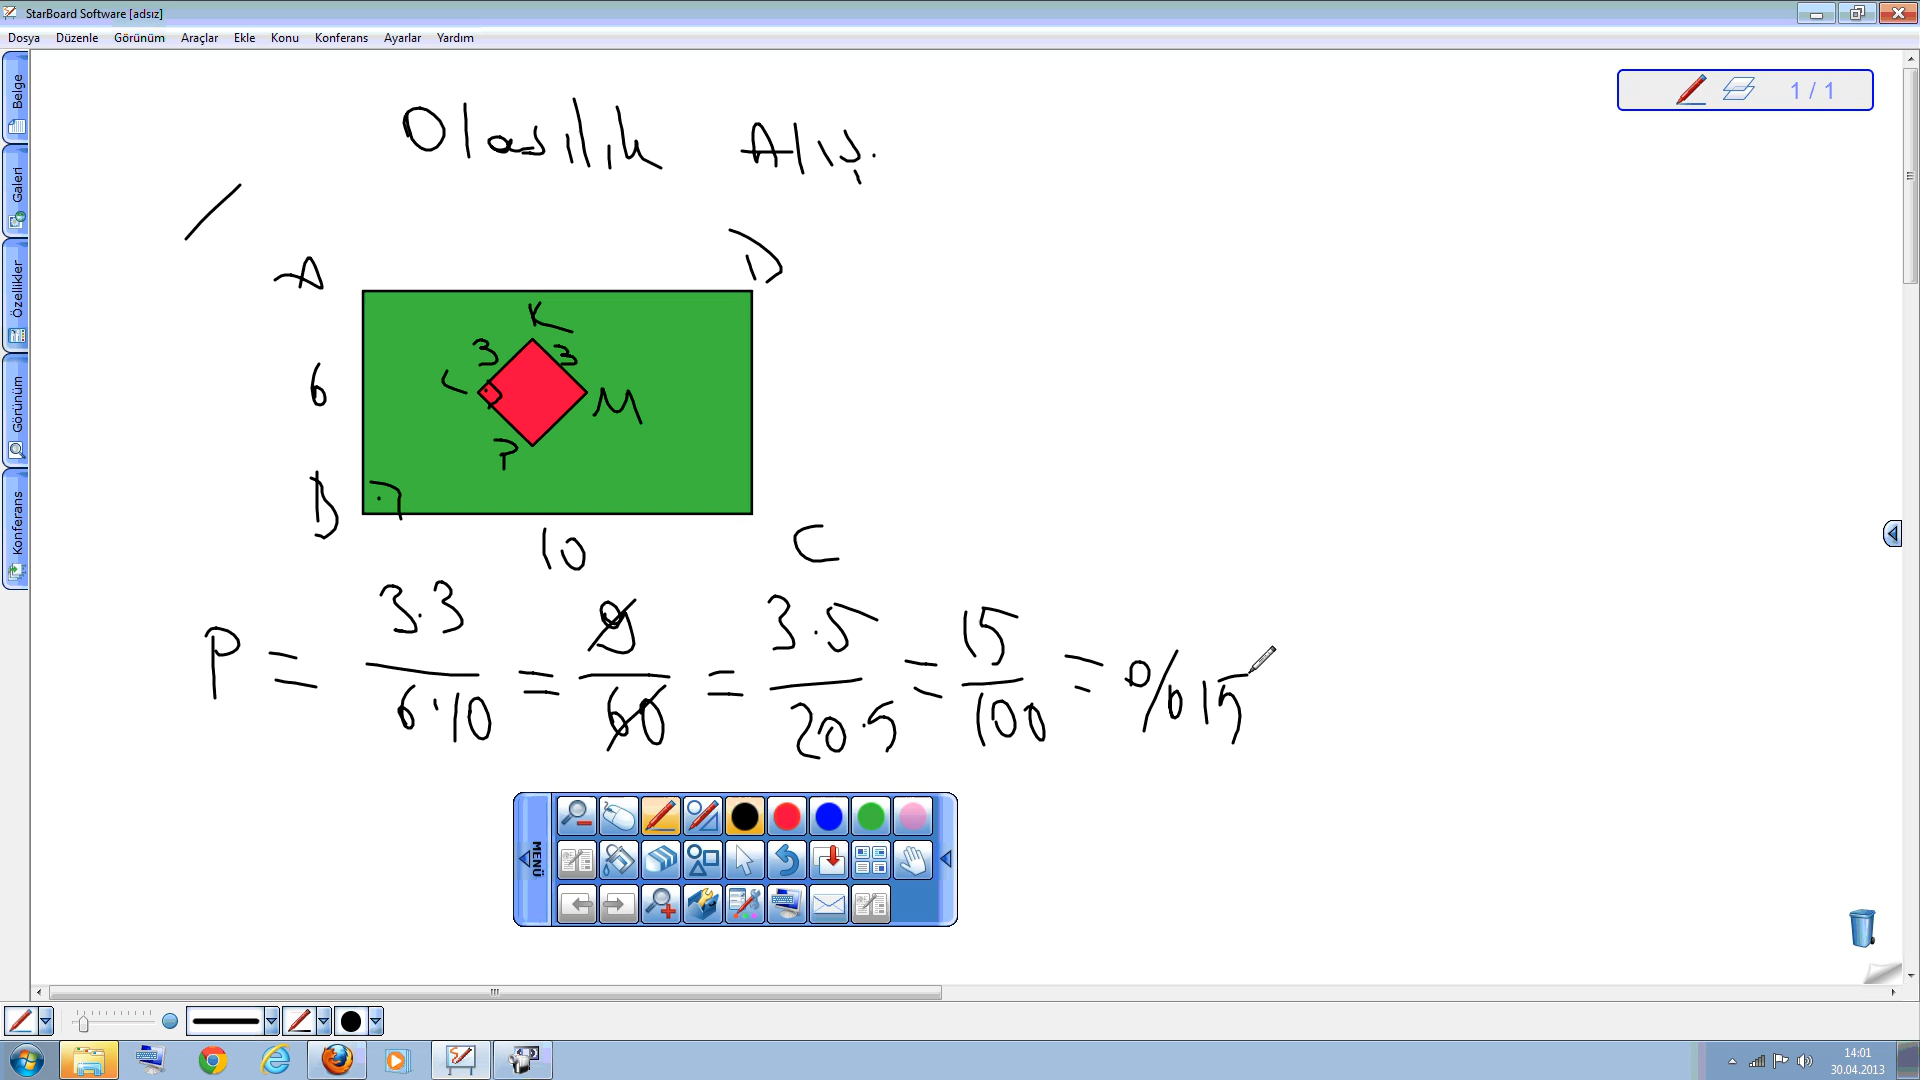 StarBoard Software [adsız]
Dosya Düzenle Görünüm Araçlar Ekle Konu Konferans Ayarlar Yardım
Belge
Galeri
Özellikler
Görünüm
Konferans
1 / 1
Olasılık Alış.
A D
K
3 3
L M
6
P
B C
10
P = 3.3/6.10 = 9/60 = 3.5/20.5 = 15/100 = %15
MENÜ
14:01
30.04.2013